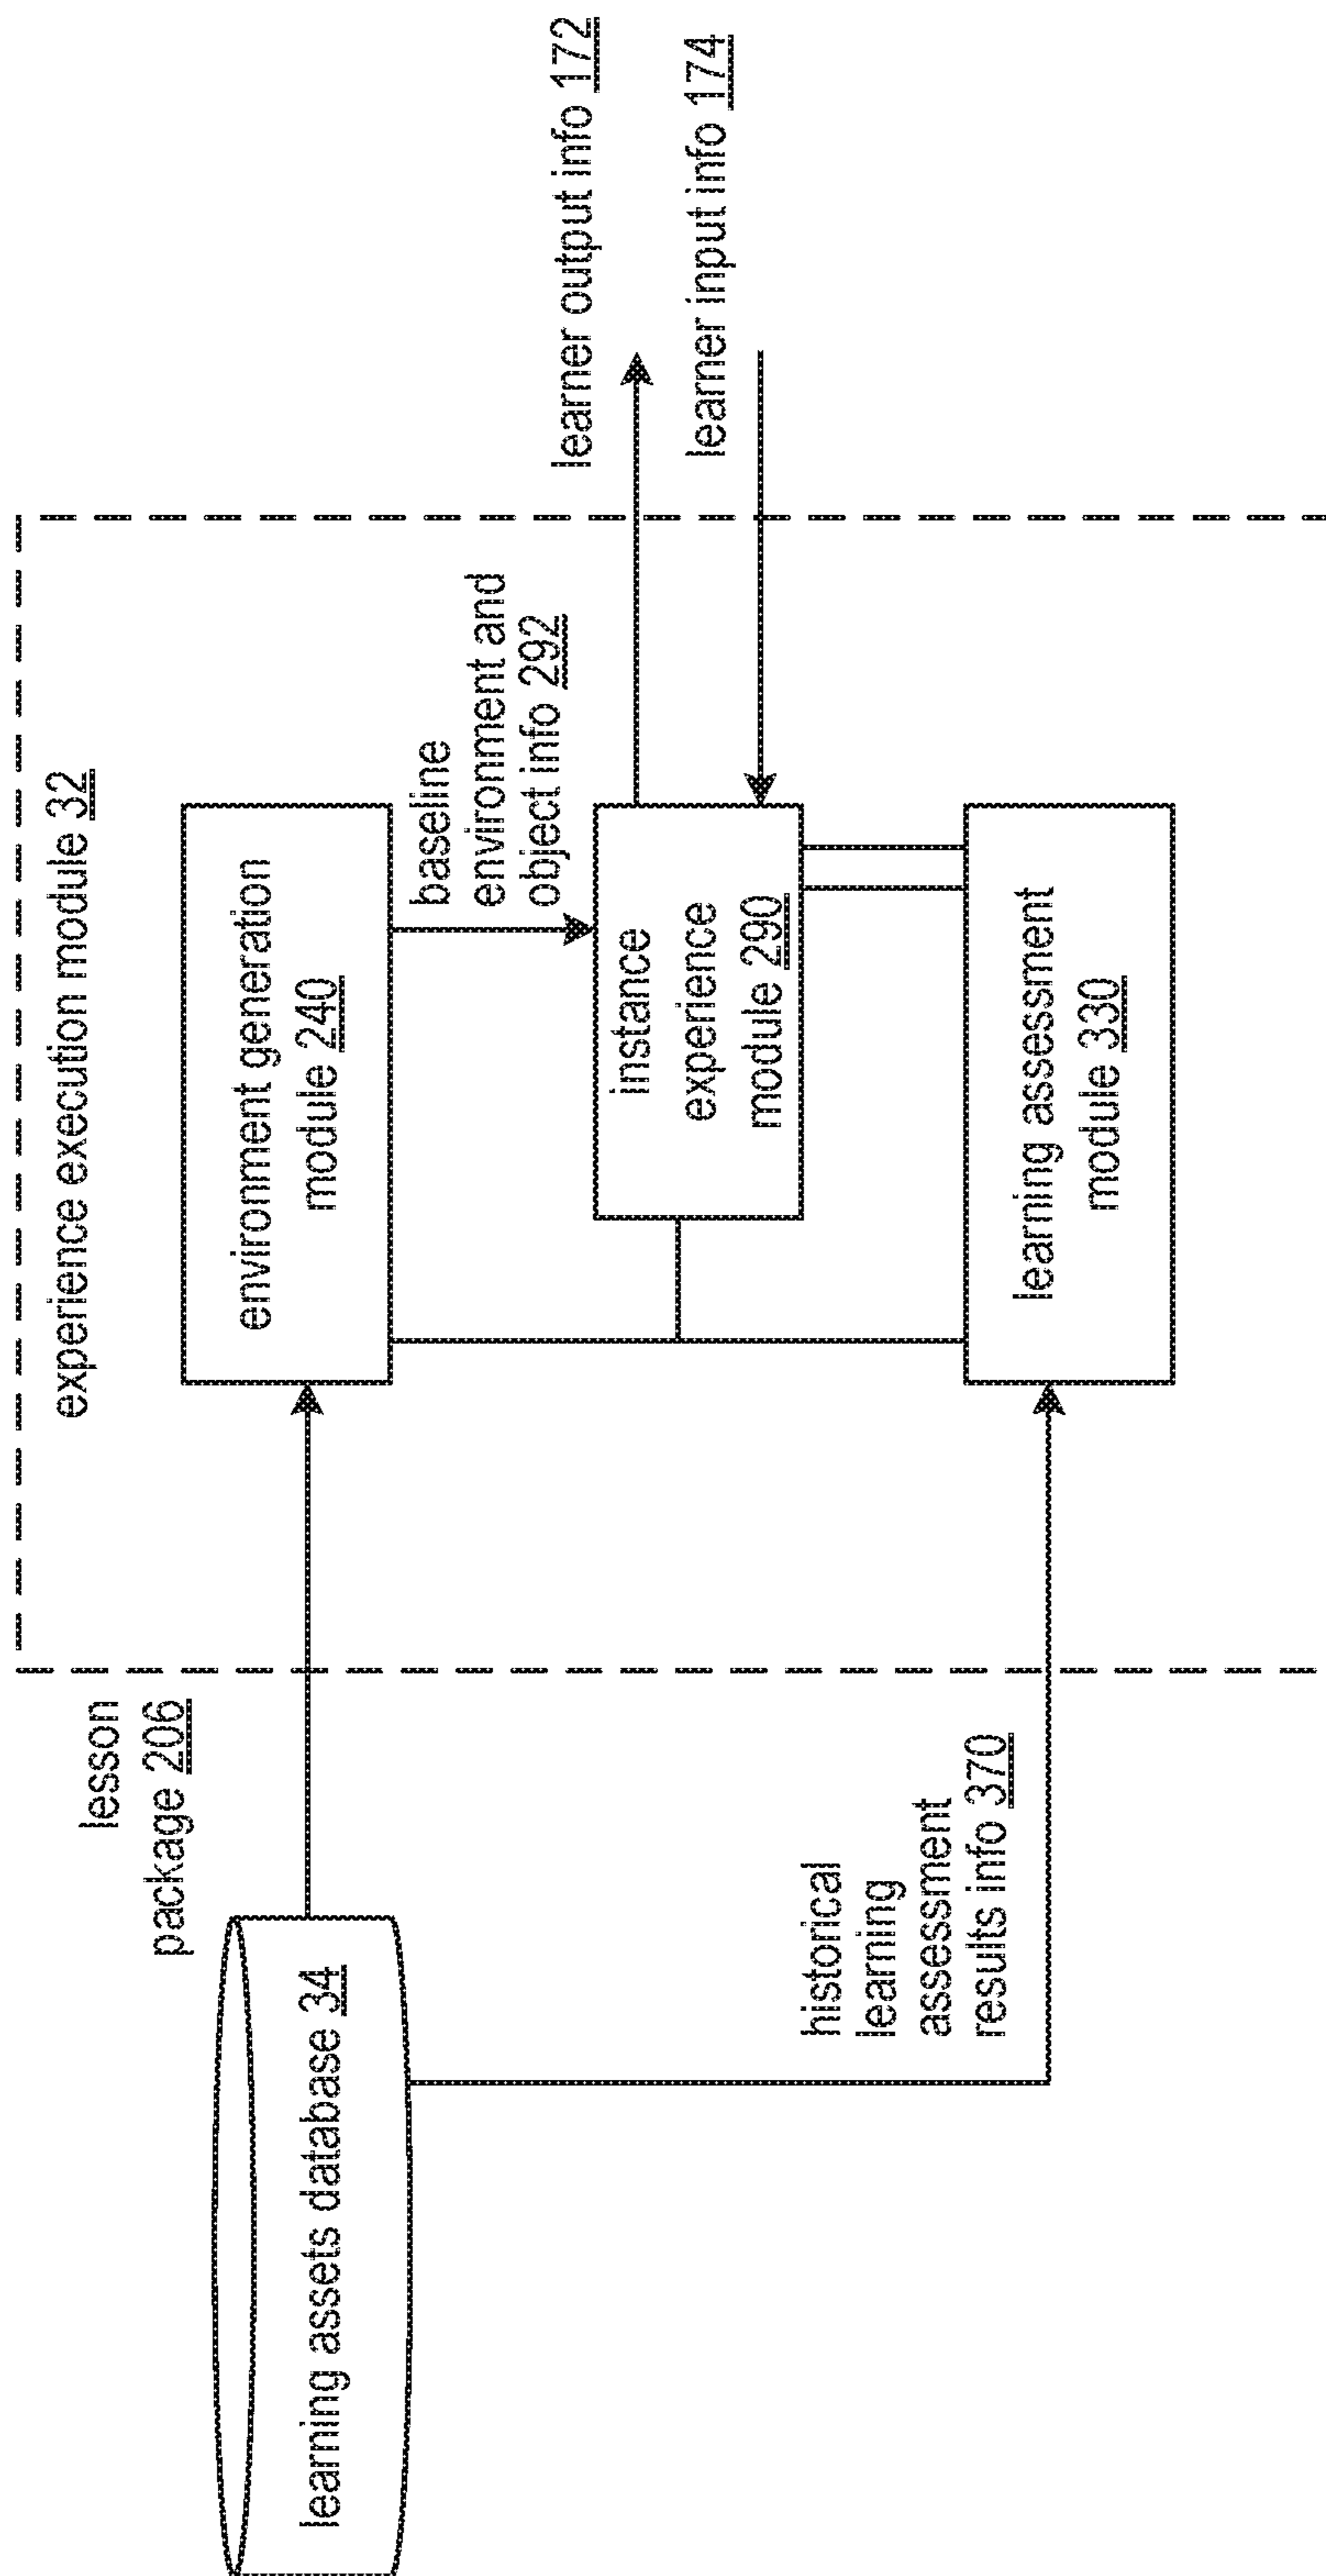 experience execution module 32
lesson
package 206
learning assets database 34
environment generation
module 240
baseline
environment and
object info 292
learner output info 172
learner input info 174
instance
experience
module 290
historical
learning
assessment
results info 370
learning assessment
module 330